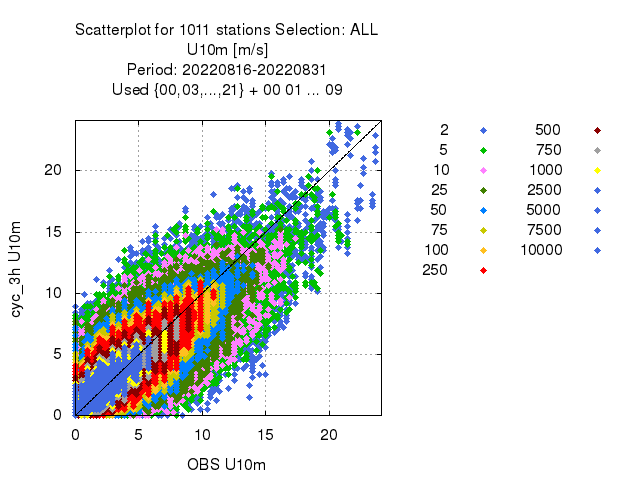 Scatterplot for 1011 stations Selection: ALL
U10m [m/s]
Period: 20220816-20220831
Used {00,03,...,21} + 00 01 ... 09
2 500
5 750
10 1000
25 2500
50 5000
75 7500
100 10000
250
cyc_3h U10m
20
15
10
5
0
0 5 10 15 20
OBS U10m